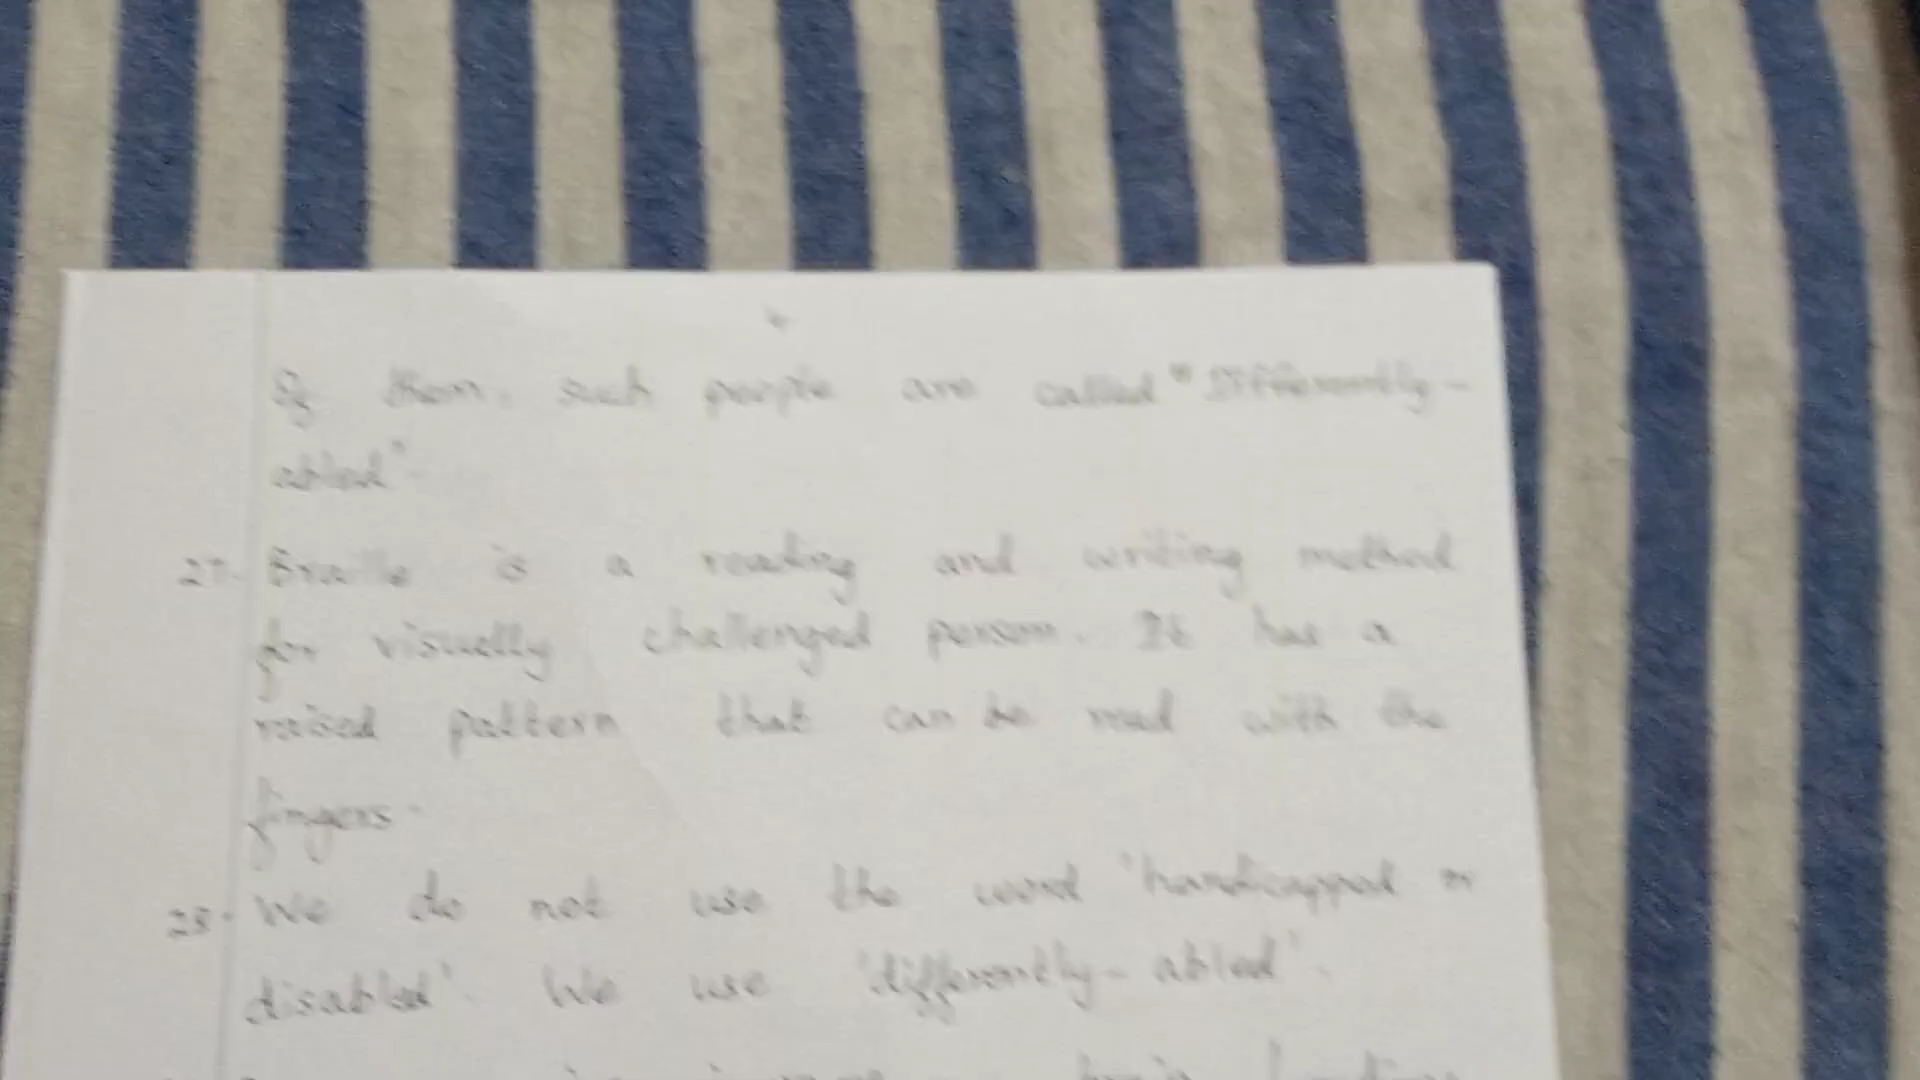 Of them, such people are called "Differently-
abled".
27. Braille is a reading and writing method
for visually challenged person. It has a
raised pattern that can be read with the
fingers.
28. We do not use the word 'handicapped or
disabled'. We use 'differently-abled'.